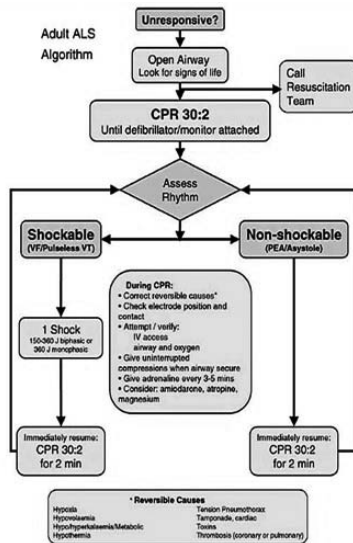 Adult ALS
Algorithm
Unresponsive?
Open Airway
Look for signs of life
Call
Resuscitation
Team
CPR 30:2
Until defibrillator/monitor attached
Assess
Rhythm
Shockable
(VF/Pulseless VT)
Non-shockable
(PEA/Asystole)
1 Shock
150-360 J biphasic or
360 J monophasic
During CPR:
• Correct reversible causes*
• Check electrode position and
contact
• Attempt / verify:
IV access
airway and oxygen
• Give uninterrupted
compressions when airway secure
• Give adrenaline every 3-5 mins
• Consider: amiodarone, atropine,
magnesium
Immediately resume:
CPR 30:2
for 2 min
Immediately resume:
CPR 30:2
for 2 min
* Reversible Causes
Hypoxia Tension Pneumothorax
Hypovolaemia Tamponade, cardiac
Hypo/hyperkalaemia/Metabolic Toxins
Hypothermia Thrombosis (coronary or pulmonary)